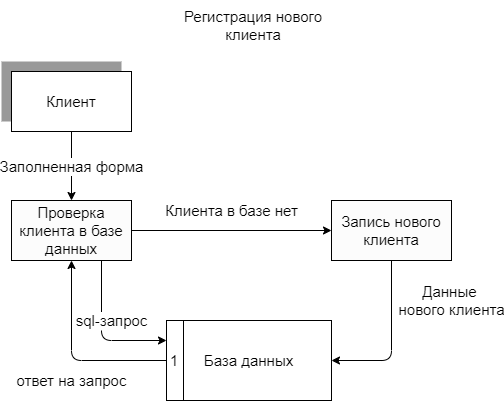 Регистрация нового
клиента
Клиент
Заполненная форма
Проверка
клиента в базе
данных
Клиента в базе нет
Запись нового
клиента
Данные
нового клиента
sql-запрос
1
База данных
ответ на запрос